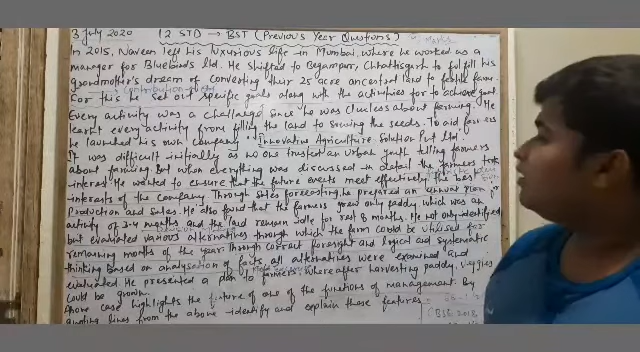 3 July 2020 12 STD → BST (Previous Year Questions)
In 2015, Naveen left his luxurious life in Mumbai, where he worked as a
manager for Bluebirds Ltd. He shifted to Begampur, Chhattisgarh to fulfill his
grandmother's dream of converting their 25 acre ancestral land to fertile farm.
For this he set out specific goals along with the activities for to achieve goal.
Every activity was a challange since he was clueless about farming. He
learnt every activity from filling the land to sowing the seeds. To aid farmers
he launched his own company "Innovative Agriculture Solution Pvt Ltd"
It was difficult initially as no one trusted an urban youth telling farmers
about farming. But when everything was discussed in detail the farmers took
interest. He wanted to ensure that the future events meet effectively the best
interests of the company. Through sales forecasting, he prepared an annual plan for
production and sales. He also found that the farmers grew only paddy, which was an
activity of 3-4 months and the land remain idle for rest 8 months. He not only identified
but evaluated various alternatives through which the farm could be utilised for
remaining months of the year. Through correct foresight and logical and systematic
thinking based on analysation of facts, all alternatives were examined and
evaluated. He presented a plan to farmers whereafter harvesting paddy, veggies
could be grown.
Above case highlights the future of one of the functions of management. By
quoting lines from the above identify and explain these features.
CBSE 2018